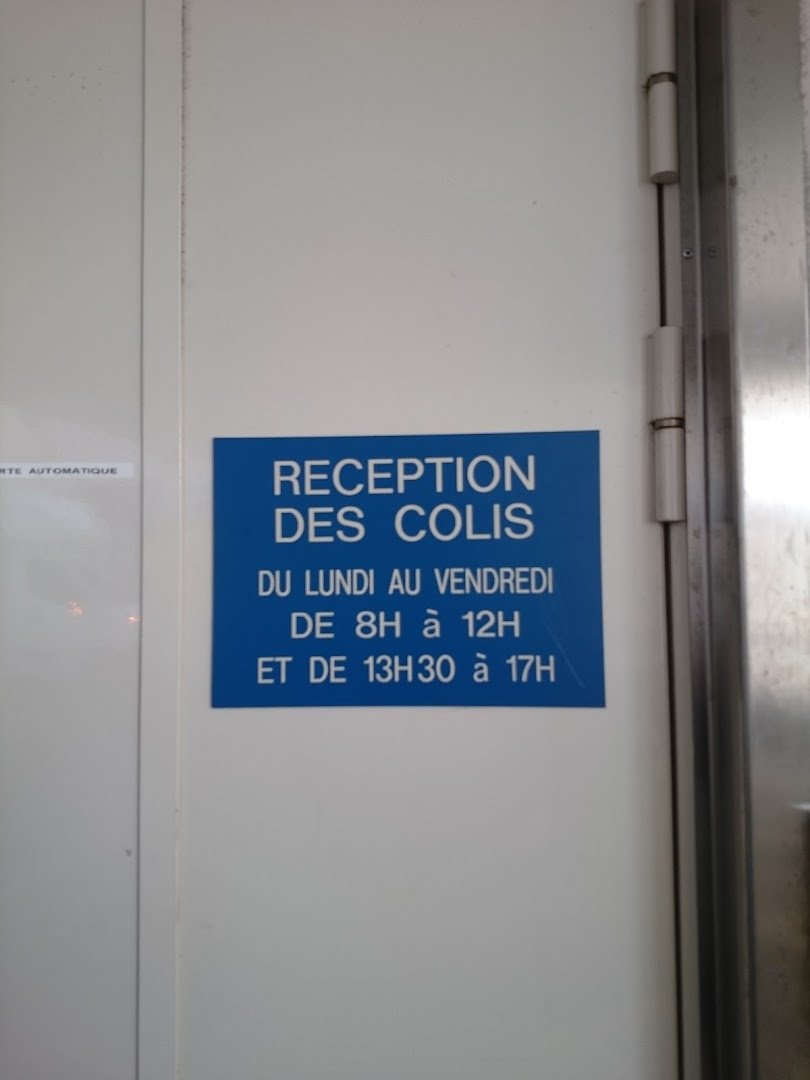 RTE AUTOMATIQUE
RECEPTION
DES COLIS
DU LUNDI AU VENDREDI
DE 8H à 12H
ET DE 13H30 à 17H